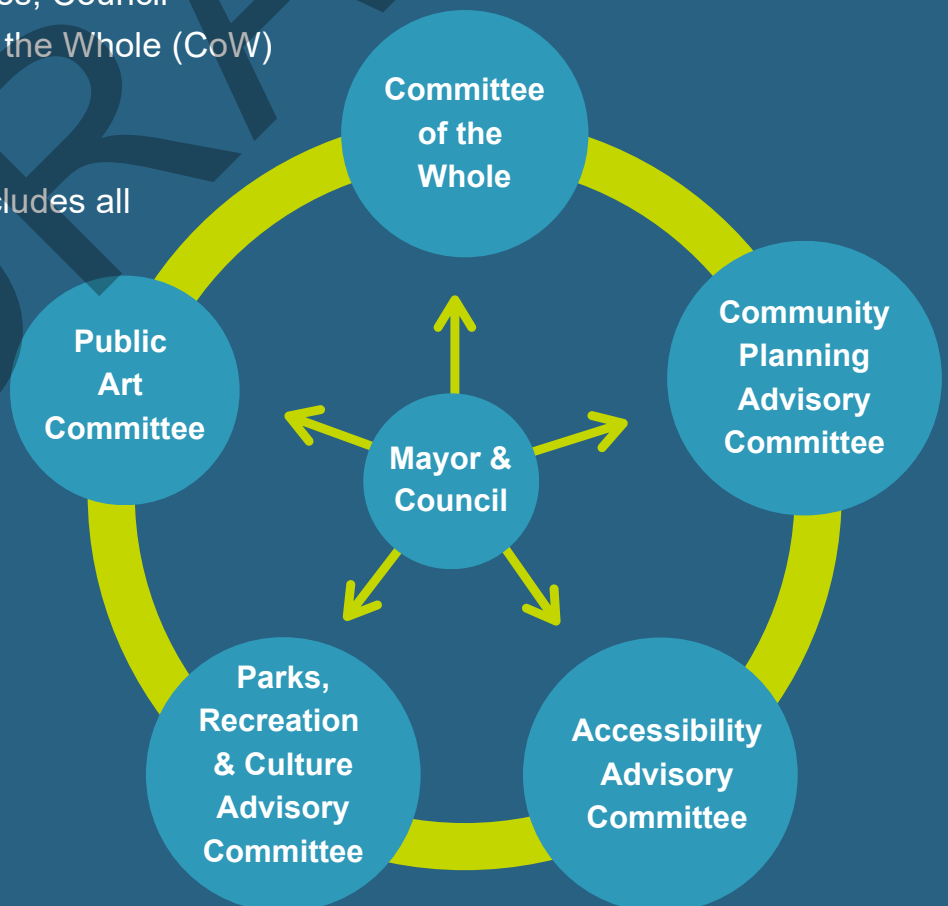 Council
the Whole (CoW)
all
Committee
of the
Whole
Public
Art
Committee
Community
Planning
Advisory
Committee
Mayor &
Council
Parks,
Recreation
& Culture
Advisory
Committee
Accessibility
Advisory
Committee